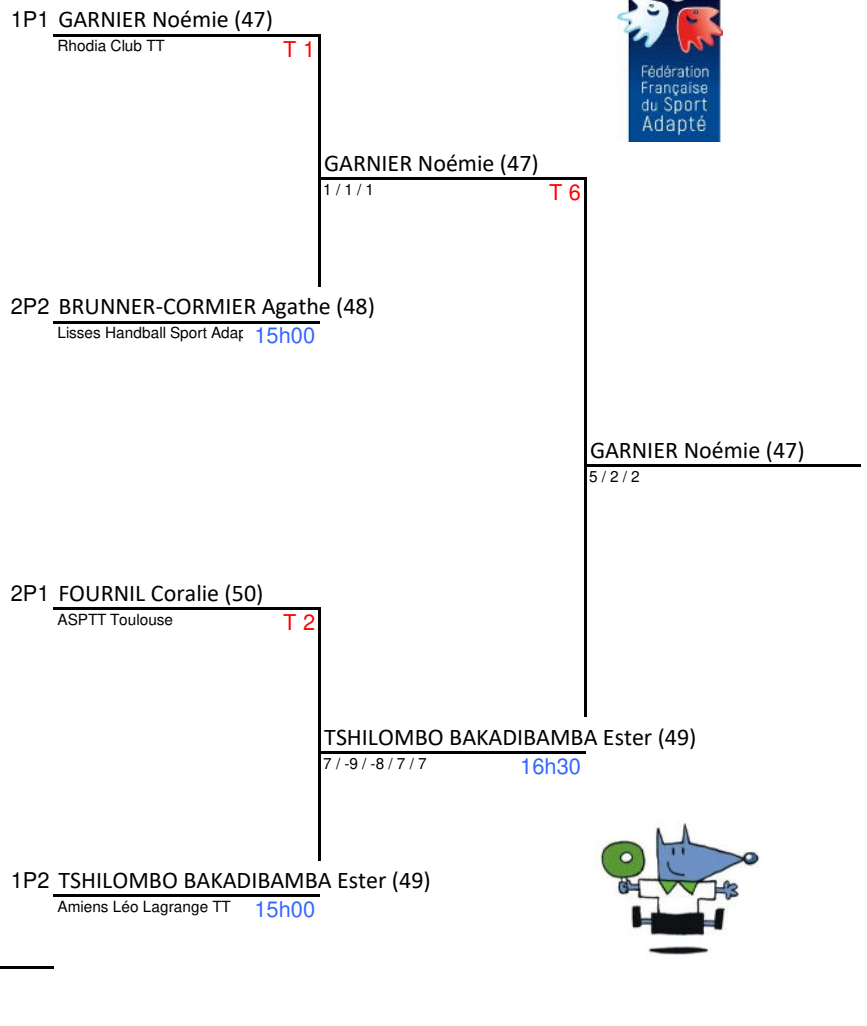 1P1 GARNIER Noémie (47)
Rhodia Club TT T 1
Fédération
Française
du Sport
Adapté
GARNIER Noémie (47)
1 / 1 / 1 T 6
2P2 BRUNNER-CORMIER Agathe (48)
Lisses Handball Sport Adap 15h00
GARNIER Noémie (47)
5 / 2 / 2
2P1 FOURNIL Coralie (50)
ASPTT Toulouse T 2
TSHILOMBO BAKADIBAMBA Ester (49)
7 / -9 / -8 / 7 / 7 16h30
1P2 TSHILOMBO BAKADIBAMBA Ester (49)
Amiens Léo Lagrange TT 15h00